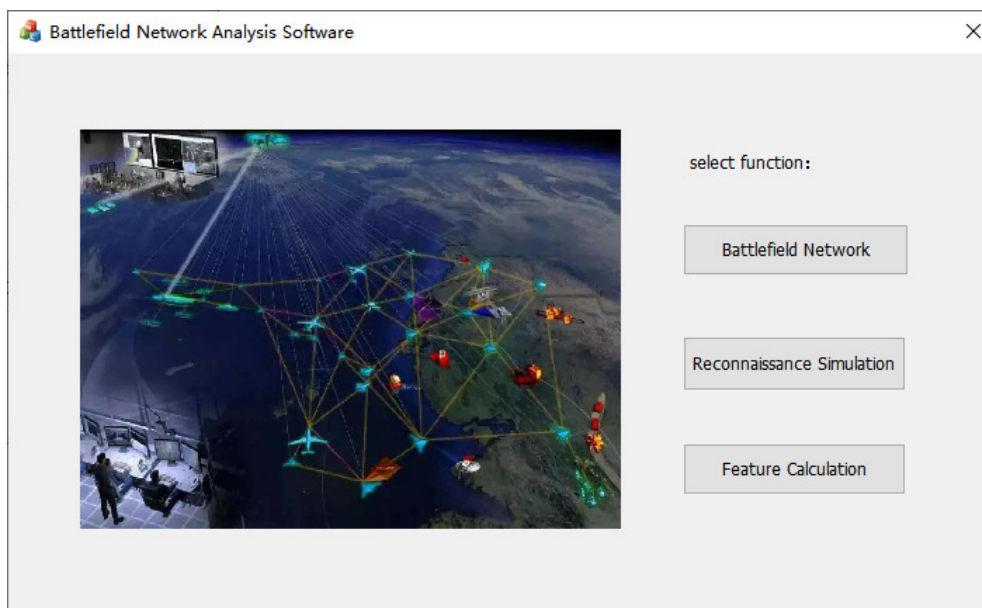 Battlefield Network Analysis Software
select function:
Battlefield Network
Reconnaissance Simulation
Feature Calculation